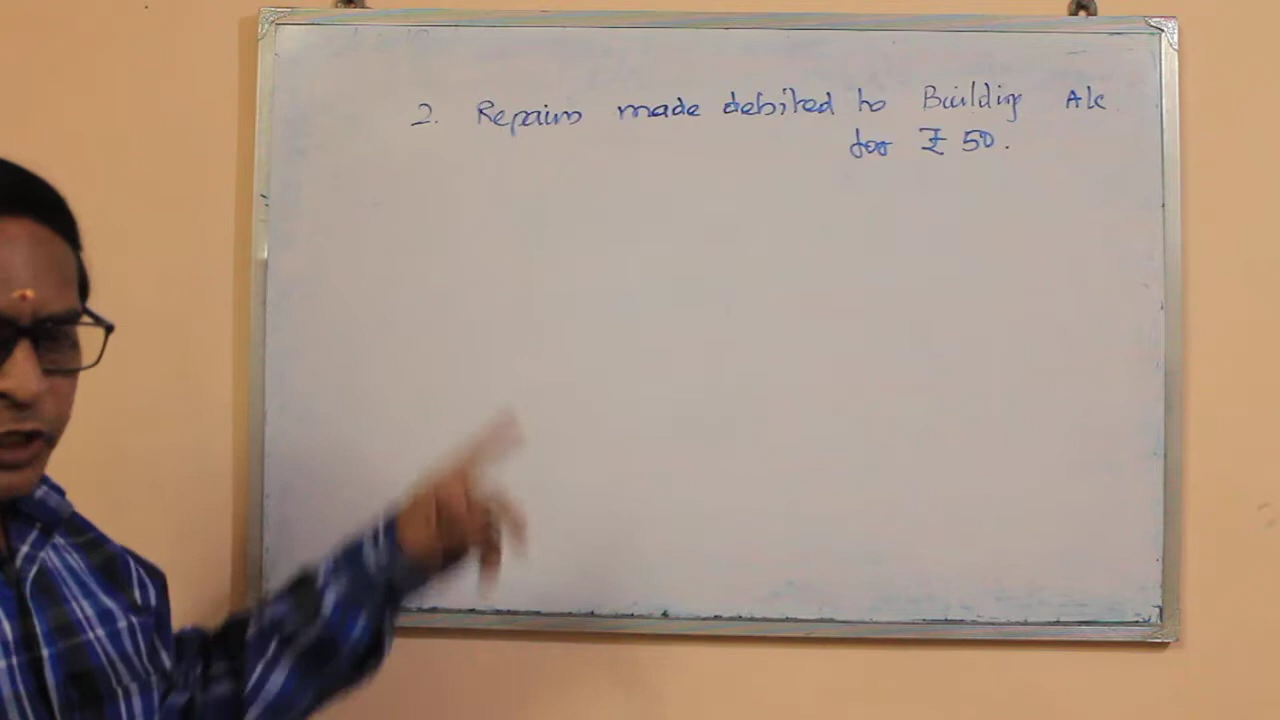 2. Repairs made debited to Building A/c
for ₹ 50.